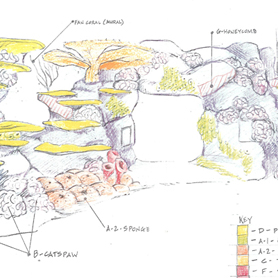 FAN CORAL (MURAL)
G-HONEYCOMB
A-2-SPONGE
B-CATSPAW
KEY
- D - P
- A-1 -
- A-2 -
- C -
- F -